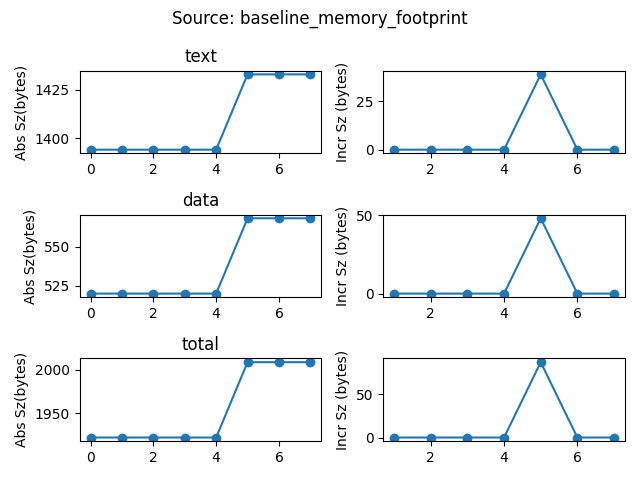 Source: baseline_memory_footprint
text
Abs Sz(bytes)
1425
1400
0 2 4 6
Incr Sz (bytes)
25
0
2 4 6
data
Abs Sz(bytes)
550
525
0 2 4 6
Incr Sz (bytes)
50
0
2 4 6
total
Abs Sz(bytes)
2000
1950
0 2 4 6
Incr Sz (bytes)
50
0
2 4 6